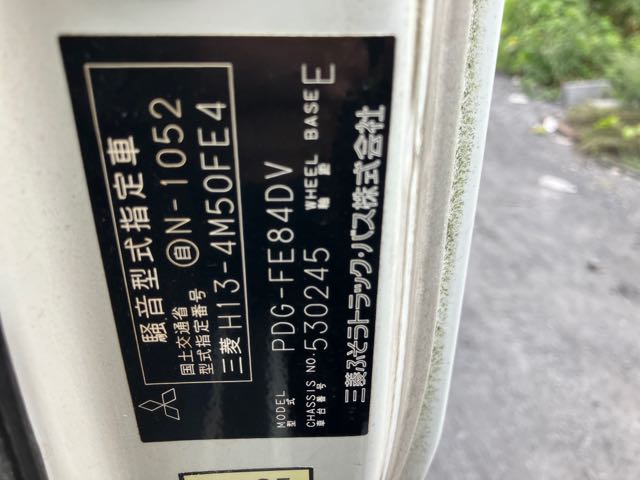 騒音型式指定車
国土交通省 自N-1052
型式指定番号
三菱 H13-4M50FE4
MODEL 型式 PDG-FE84DV
CHASSIS NO. 車台番号 530245 WHEEL BASE 軸距 E
三菱ふそうトラック・バス株式会社